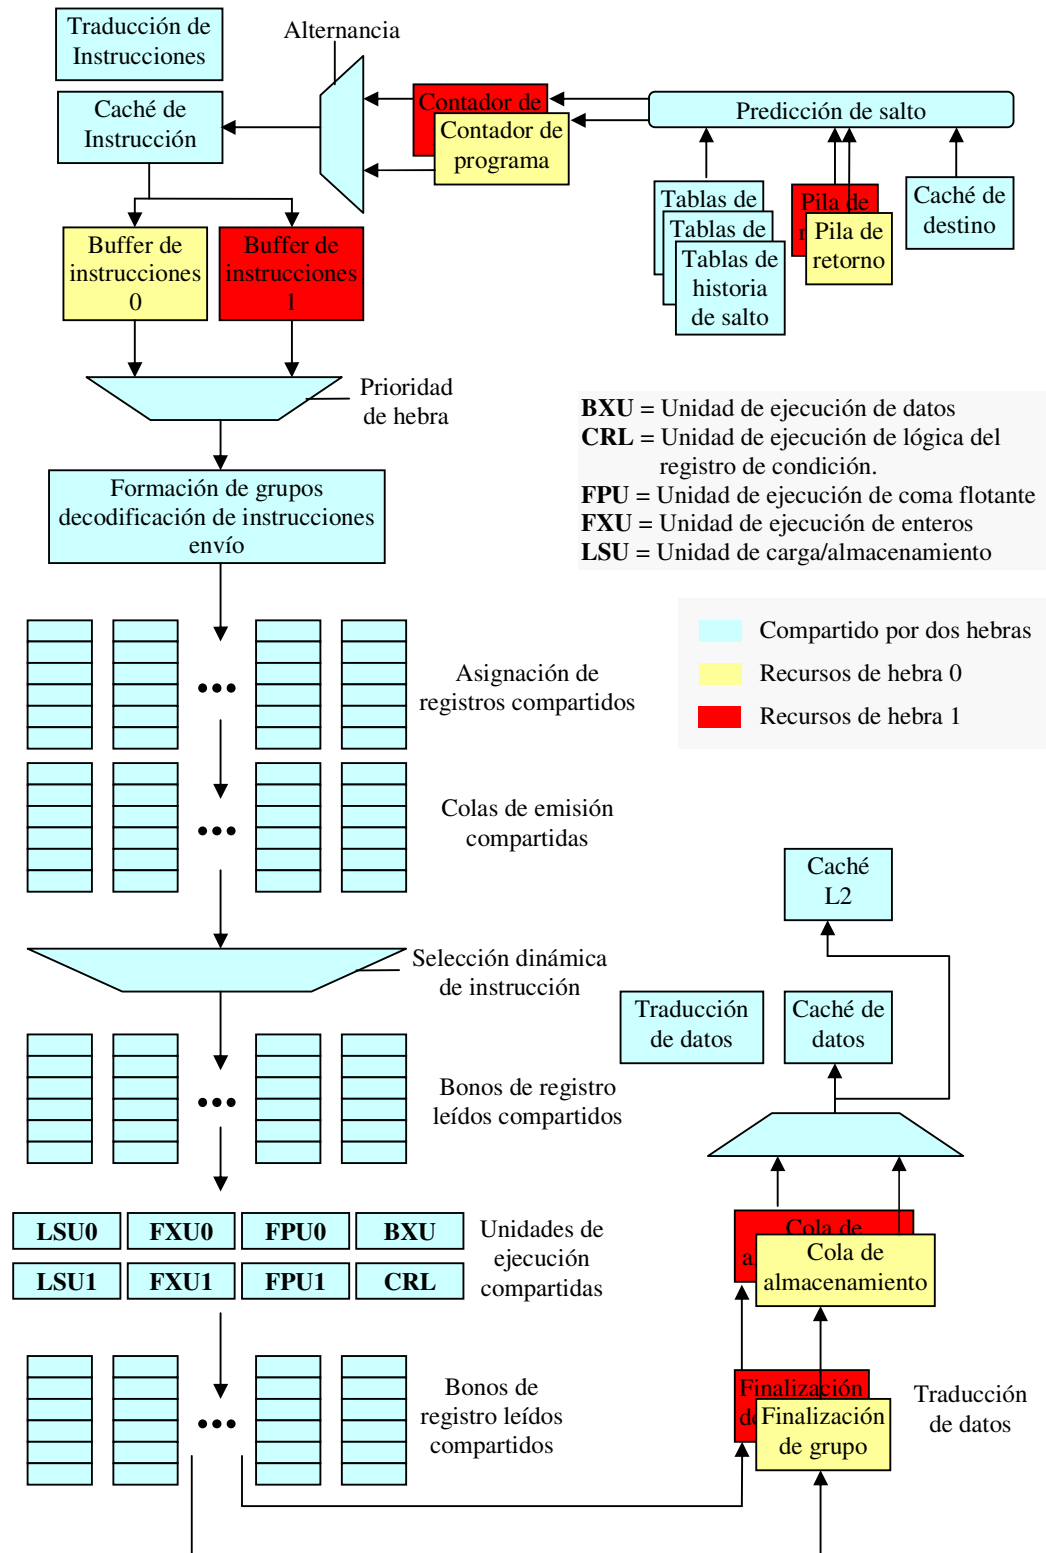 Traducción de
Instrucciones
Alternancia
Caché de
Instrucción
Contador de
Contador de
programa
Predicción de salto
Tablas de
Tablas de
Tablas de
historia
de salto
Pila de
Pila de
retorno
Caché de
destino
Buffer de
instrucciones
0
Buffer de
instrucciones
1
Prioridad
de hebra
BXU = Unidad de ejecución de datos
CRL = Unidad de ejecución de lógica del
registro de condición.
FPU = Unidad de ejecución de coma flotante
FXU = Unidad de ejecución de enteros
LSU = Unidad de carga/almacenamiento
Formación de grupos
decodificación de instrucciones
envío
Compartido por dos hebras
Recursos de hebra 0
Recursos de hebra 1
Asignación de
registros compartidos
Colas de emisión
compartidas
Caché
L2
Selección dinámica
de instrucción
Traducción
de datos
Caché de
datos
Bonos de registro
leídos compartidos
LSU0
FXU0
FPU0
BXU
LSU1
FXU1
FPU1
CRL
Unidades de
ejecución
compartidas
Cola de
Cola de
almacenamiento
Bonos de
registro leídos
compartidos
Finalización
Finalización
de grupo
Traducción
de datos